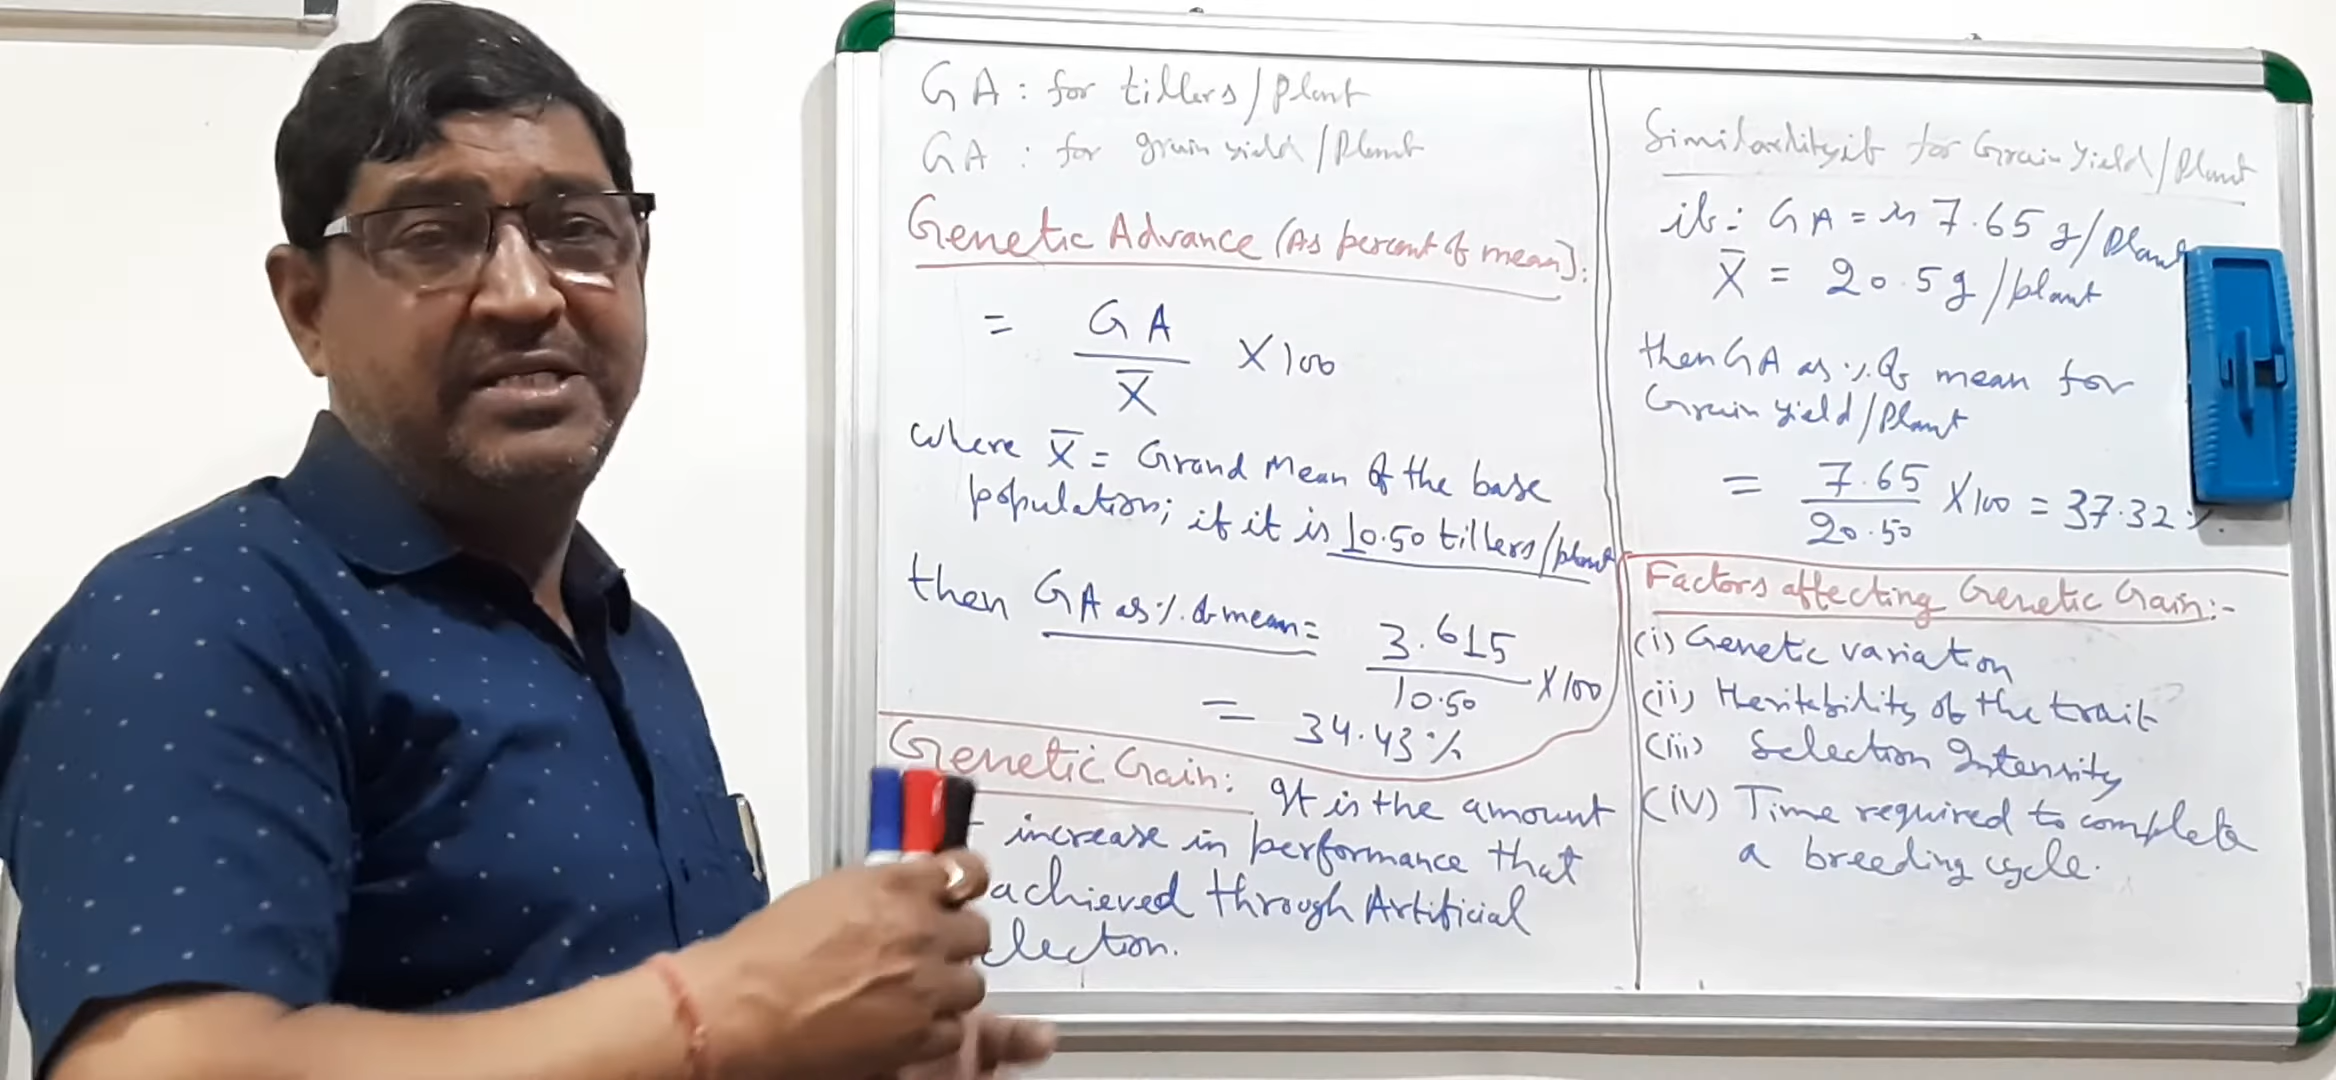 GA : for tillers/plant
GA : for grain yield/Plant
Genetic Advance (As percent of mean):
= GA / X̄ X 100
where X̄ = Grand Mean of the base
population; if it is 10.50 tillers/plant
then GA as % of mean = 3.615 / 10.50 X 100
= 34.43 %
Genetic Gain: It is the amount
increase in performance that
achieved through Artificial
lection.
for Grain Yield/Plant
GA = 7.65 g/Plant
X̄ = 20.5 g/plant
then GA as % of mean for
Grain yield/Plant
= 7.65 / 20.50 X 100 = 37.32 %.
Factors affecting Genetic Gain:-
(i) Genetic variation
(ii) Heritability of the trait
(iii) Selection Intensity
(iv) Time required to complete
a breeding cycle.